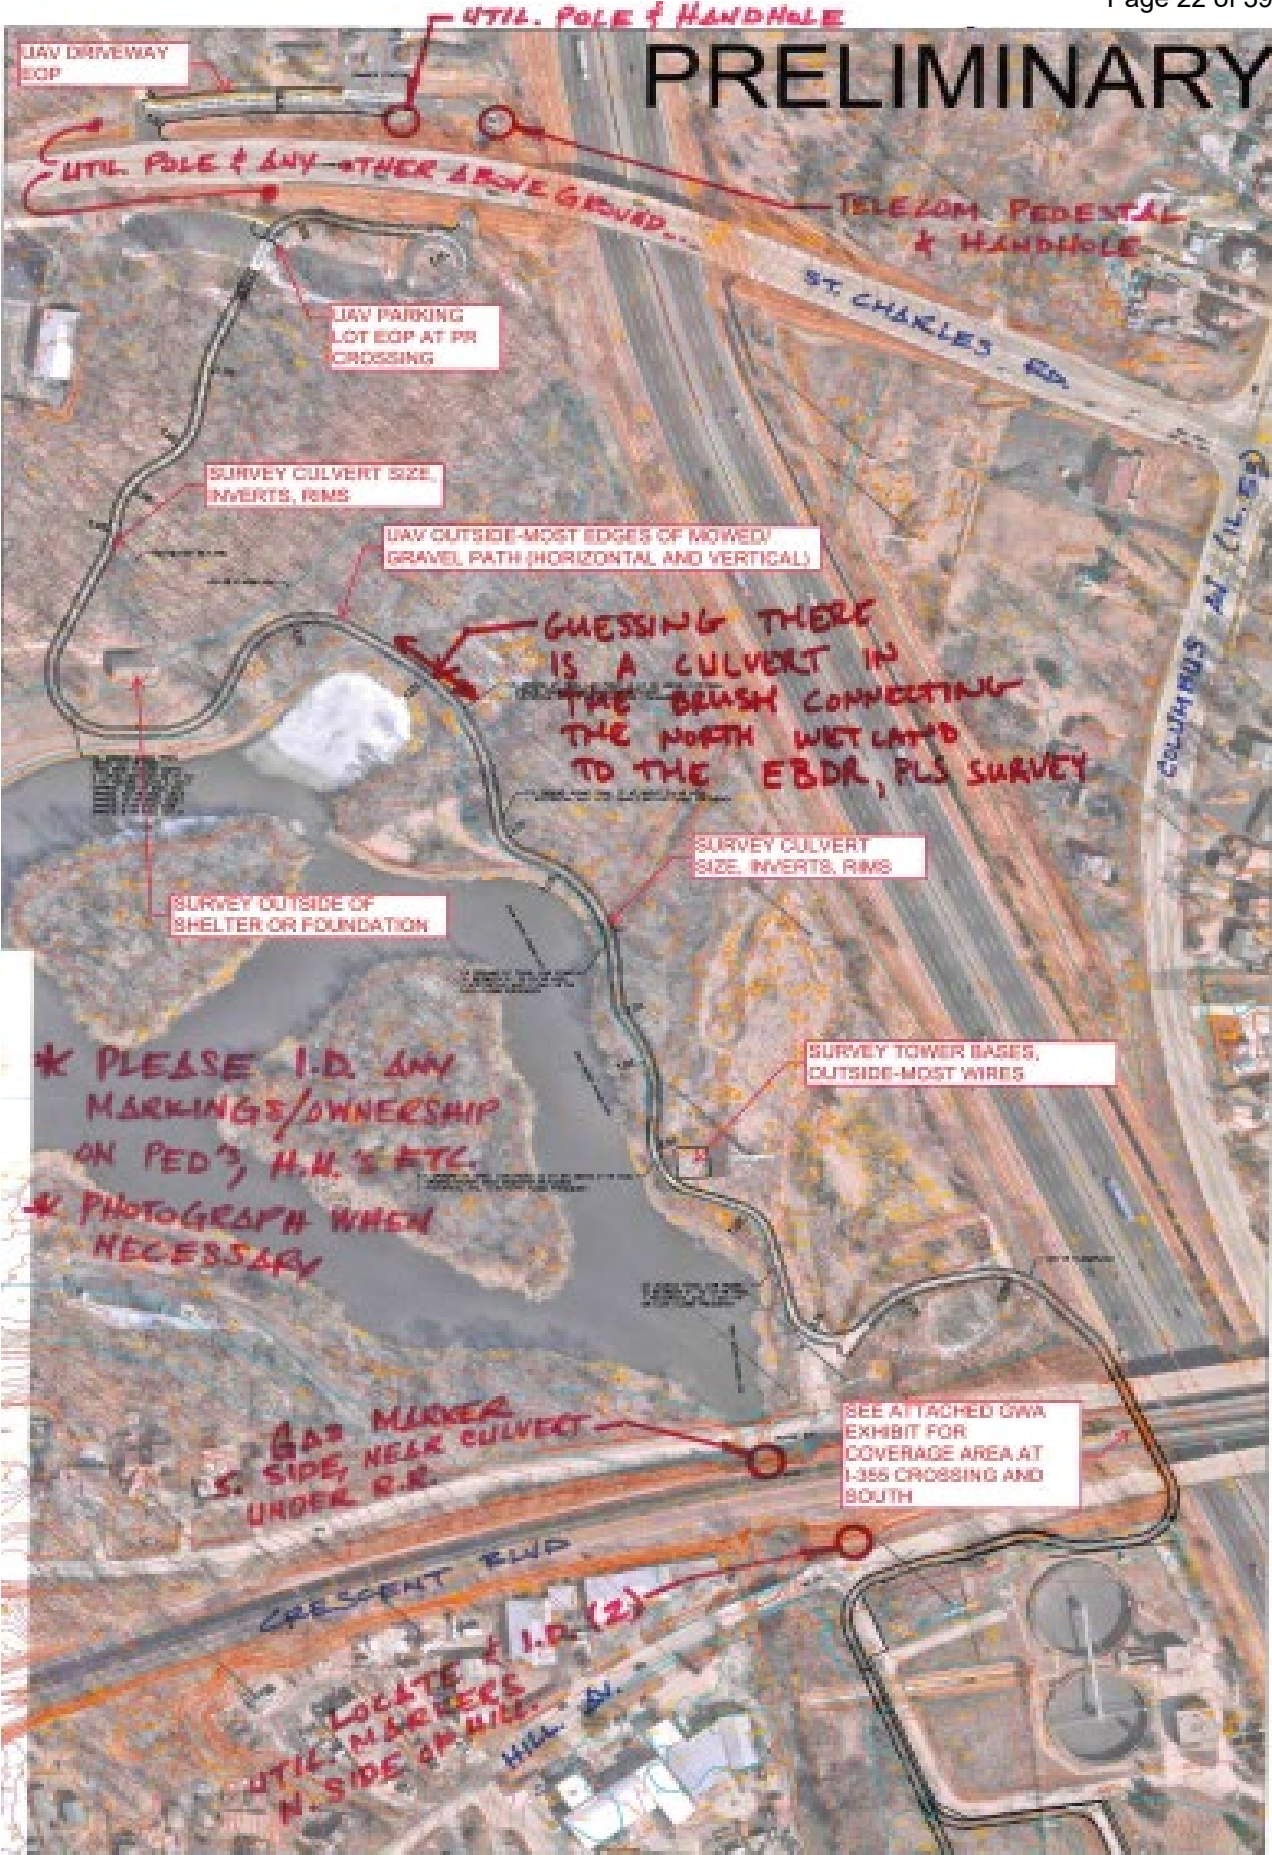 Page 22 of 39
UTIL. POLE & HANDHOLE
PRELIMINARY
UAV DRIVEWAY
EOP
UTIL POLE & ANY OTHER ABOVE GROUND...
TELECOM PEDESTAL
& HANDHOLE
ST. CHARLES RD.
UAV PARKING
LOT EOP AT PR
CROSSING
COLUMBUS AV (IL. 53)
SURVEY CULVERT SIZE,
INVERTS, RIMS
UAV OUTSIDE-MOST EDGES OF MOWED/
GRAVEL PATH (HORIZONTAL AND VERTICAL)
GUESSING THERE
IS A CULVERT IN
THE BRUSH CONNECTING
THE NORTH WETLAND
TO THE EBDR, PLS SURVEY
SURVEY CULVERT
SIZE, INVERTS, RIMS
SURVEY OUTSIDE OF
SHELTER OR FOUNDATION
SURVEY TOWER BASES,
OUTSIDE-MOST WIRES
* PLEASE I.D. ANY
MARKINGS/OWNERSHIP
ON PED'S, H.H.'S ETC.
* PHOTOGRAPH WHEN
NECESSARY
GAS MARKER
S. SIDE, NEAR CULVERT
UNDER R.R.
SEE ATTACHED GWA
EXHIBIT FOR
COVERAGE AREA AT
I-355 CROSSING AND
SOUTH
CRESCENT BLVD
LOCATE & I.D. (2)
UTIL. MARKERS
N. SIDE OF HILL.
HILL AV.